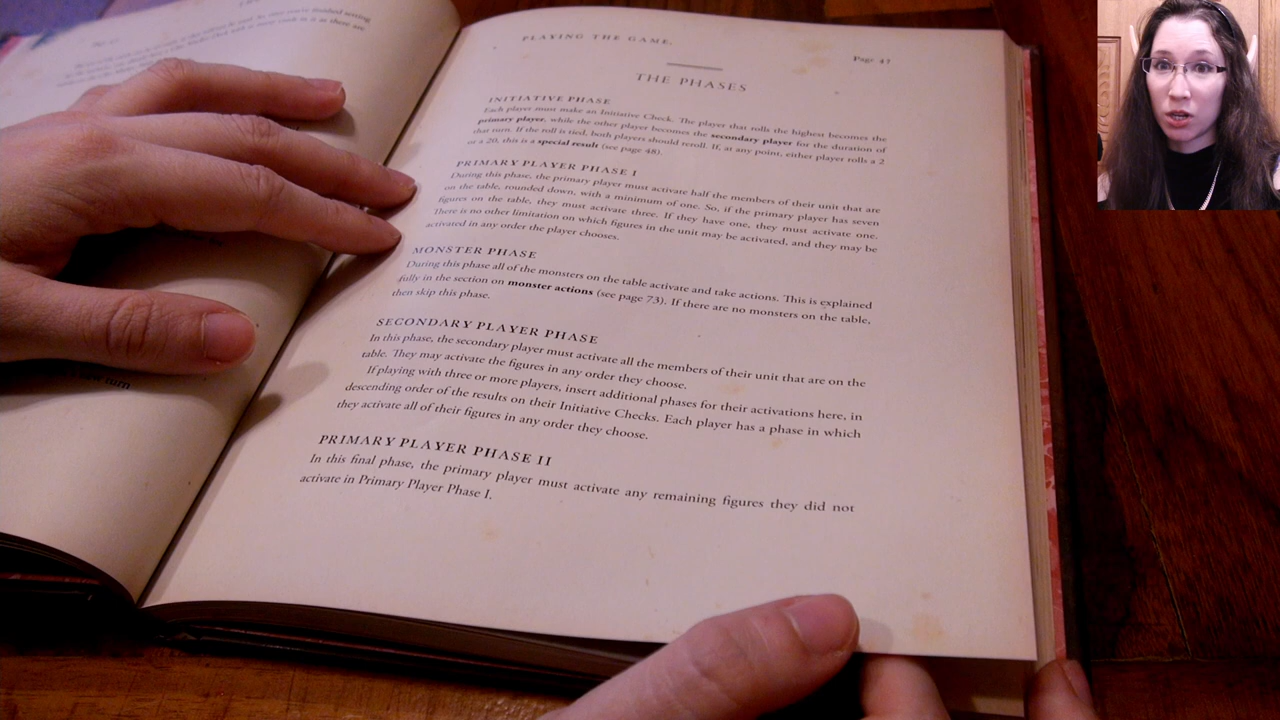 PLAYING THE GAME.
Page 47
THE PHASES
INITIATIVE PHASE
Each player must make an Initiative Check. The player that rolls the highest becomes the
primary player, while the other player becomes the secondary player for the duration of
that turn. If the roll is tied, both players should reroll. If, at any point, either player rolls a 2
or a 20, this is a special result (see page 48).
PRIMARY PLAYER PHASE I
During this phase, the primary player must activate half the members of their unit that are
on the table, rounded down, with a minimum of one. So, if the primary player has seven
figures on the table, they must activate three. If they have one, they must activate one.
There is no other limitation on which figures in the unit may be activated, and they may be
activated in any order the player chooses.
MONSTER PHASE
During this phase all of the monsters on the table activate and take actions. This is explained
fully in the section on monster actions (see page 73). If there are no monsters on the table,
then skip this phase.
SECONDARY PLAYER PHASE
In this phase, the secondary player must activate all the members of their unit that are on the
table. They may activate the figures in any order they choose.
If playing with three or more players, insert additional phases for their activations here, in
descending order of the results on their Initiative Checks. Each player has a phase in which
they activate all of their figures in any order they choose.
PRIMARY PLAYER PHASE II
In this final phase, the primary player must activate any remaining figures they did not
activate in Primary Player Phase I.